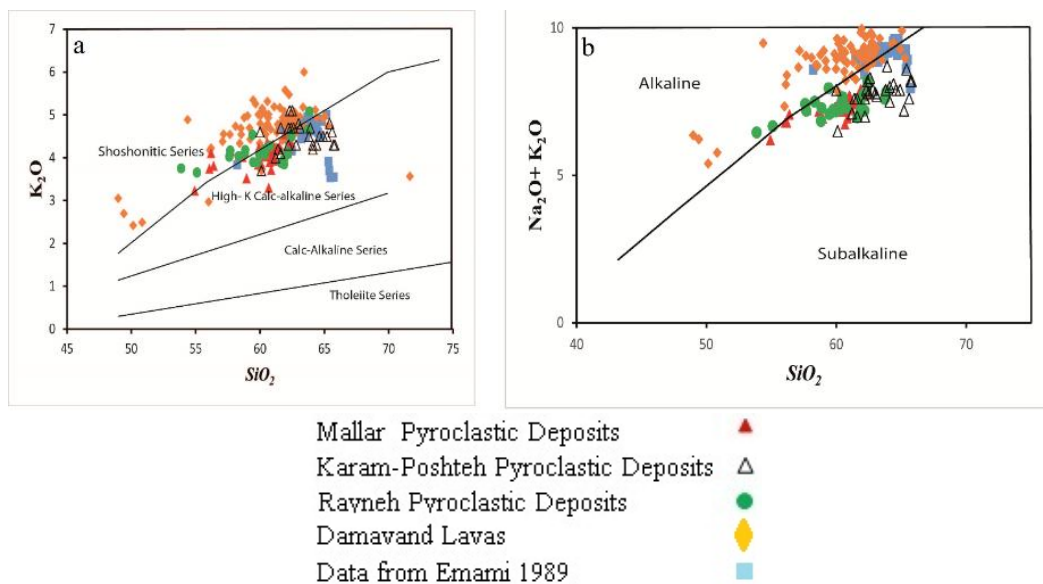 a
7
6
5
4
3
2
1
0
K₂O
Shoshonitic Series
High- K Calc-alkaline Series
Calc-Alkaline Series
Tholeiite Series
45 50 55 60 65 70 75
SiO₂
b
10
5
0
Na₂O+ K₂O
Alkaline
Subalkaline
40 50 60 70
SiO₂
Mallar Pyroclastic Deposits
Karam-Poshteh Pyroclastic Deposits
Rayneh Pyroclastic Deposits
Damavand Lavas
Data from Emami 1989